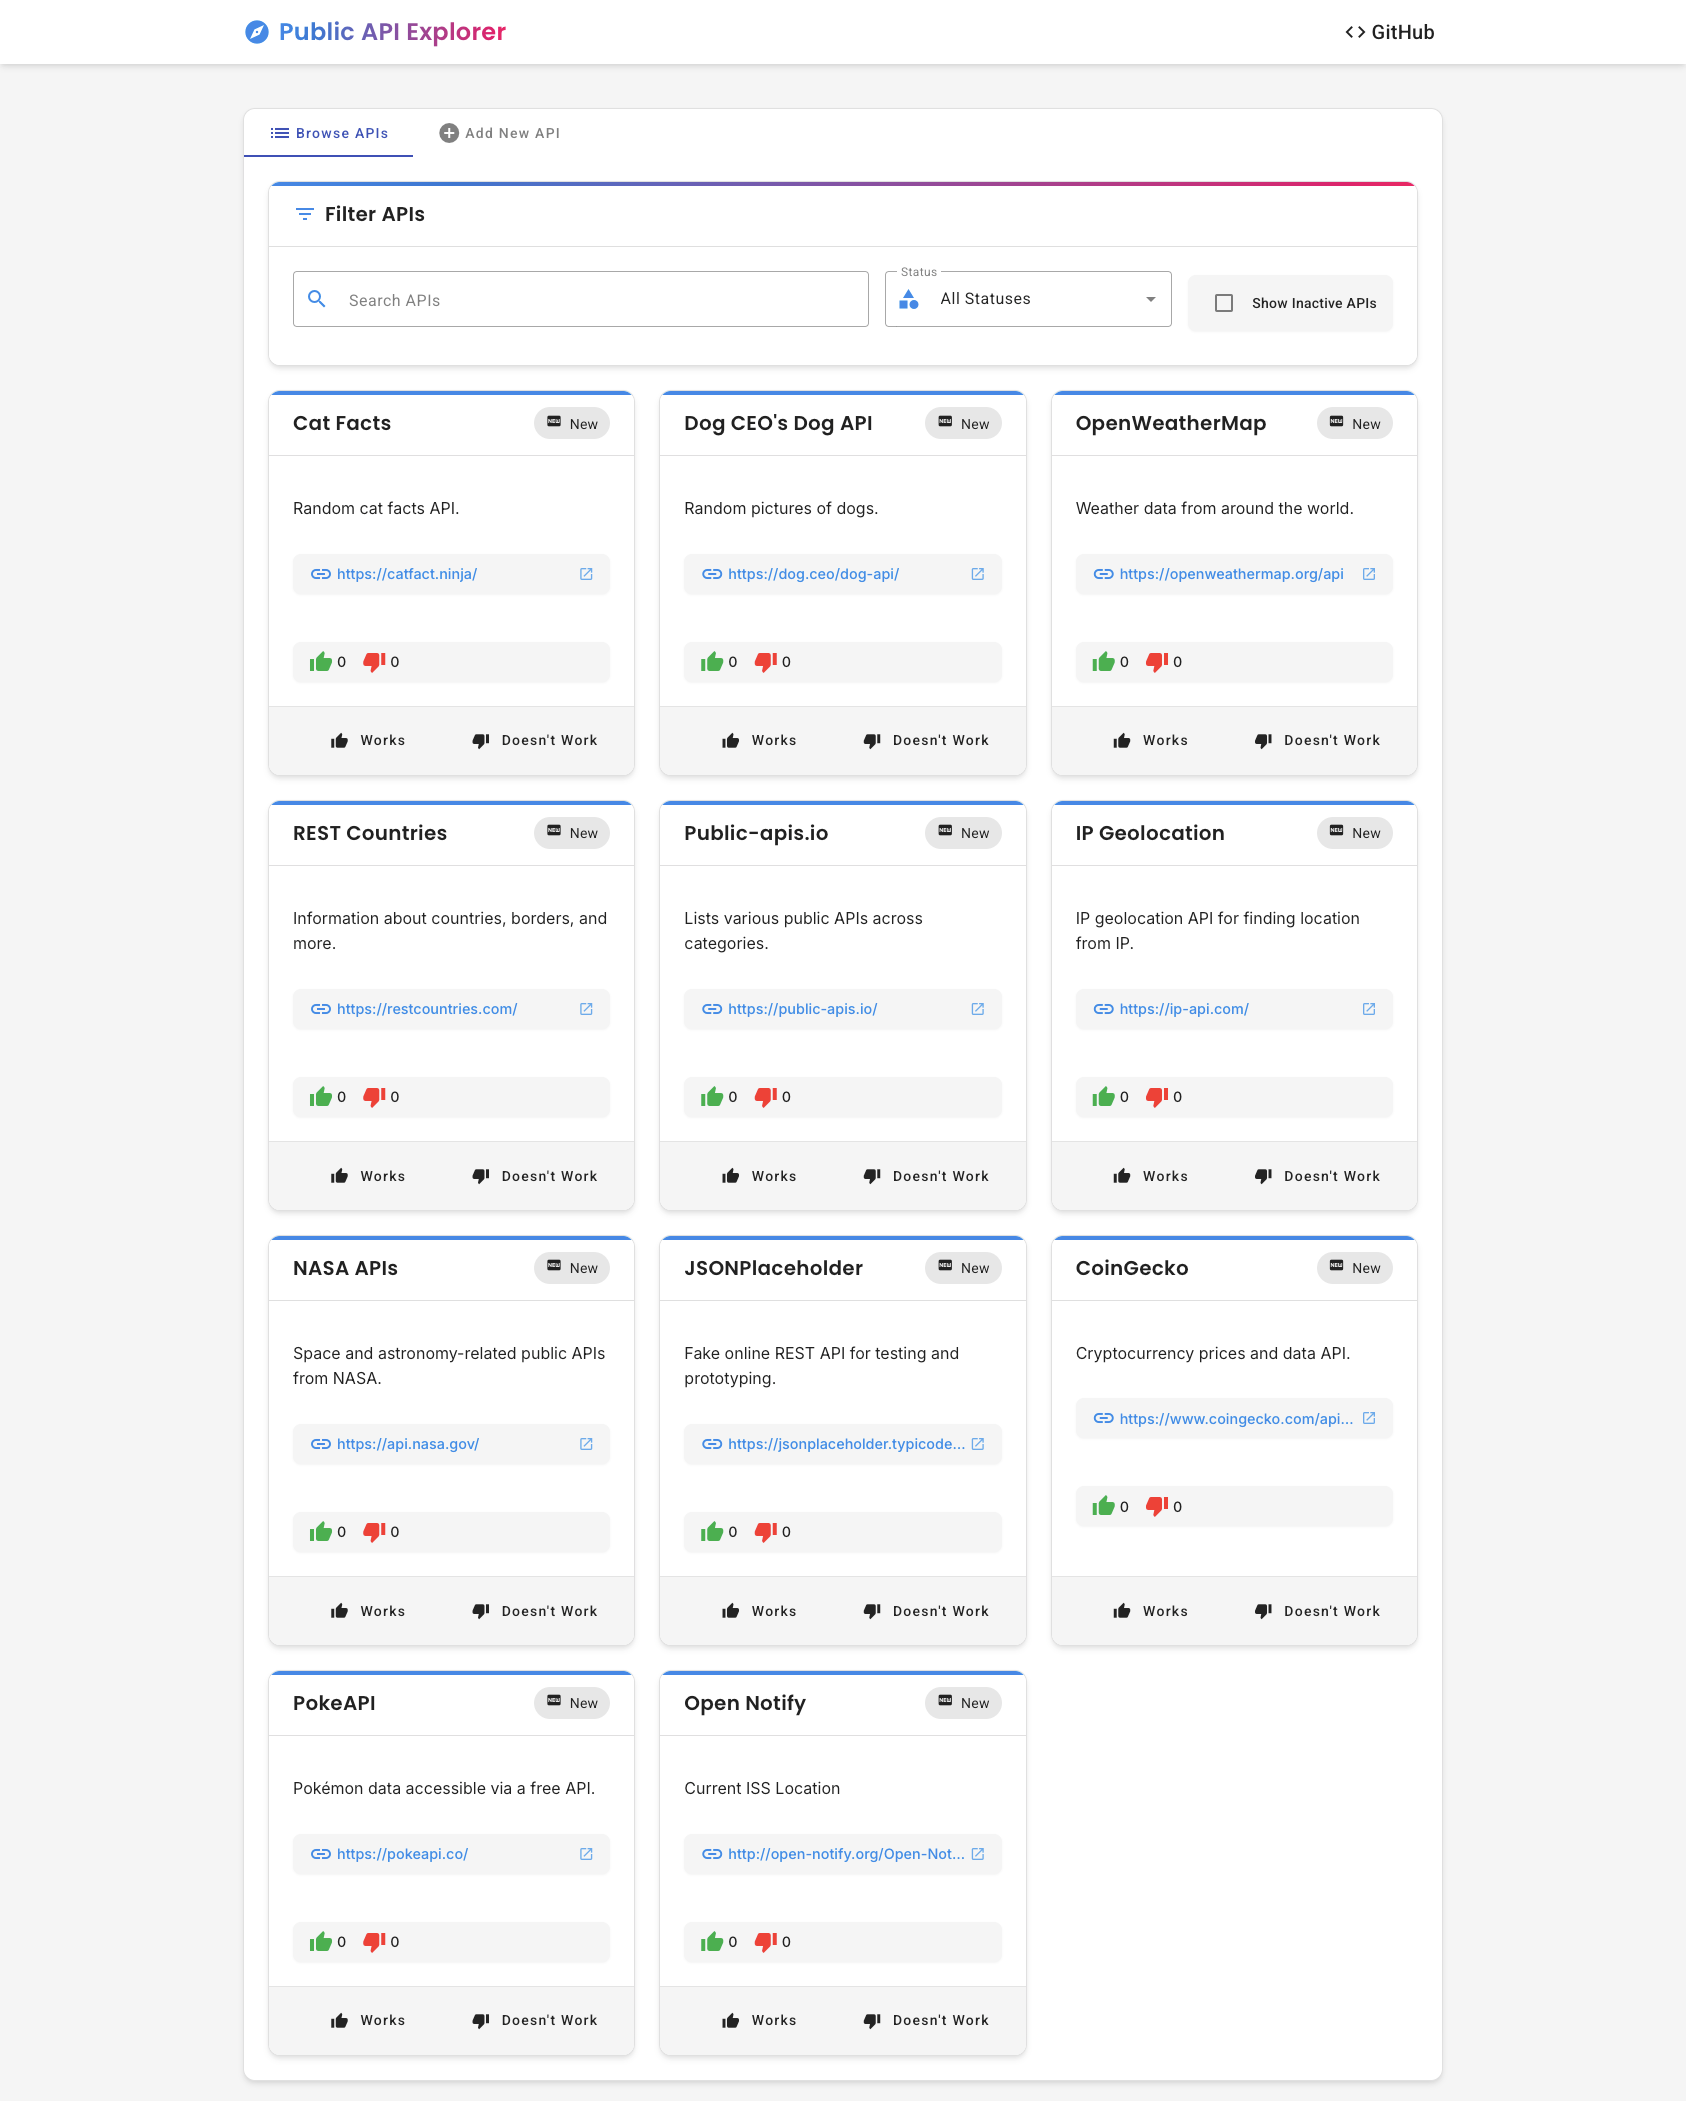 Public API Explorer
<> GitHub
Browse APIs
Add New API
Filter APIs
Search APIs
Status
All Statuses
Show Inactive APIs
Cat Facts
NEW New
Random cat facts API.
https://catfact.ninja/
0 0
Works Doesn't Work
Dog CEO's Dog API
NEW New
Random pictures of dogs.
https://dog.ceo/dog-api/
0 0
Works Doesn't Work
OpenWeatherMap
NEW New
Weather data from around the world.
https://openweathermap.org/api
0 0
Works Doesn't Work
REST Countries
NEW New
Information about countries, borders, and
more.
https://restcountries.com/
0 0
Works Doesn't Work
Public-apis.io
NEW New
Lists various public APIs across
categories.
https://public-apis.io/
0 0
Works Doesn't Work
IP Geolocation
NEW New
IP geolocation API for finding location
from IP.
https://ip-api.com/
0 0
Works Doesn't Work
NASA APIs
NEW New
Space and astronomy-related public APIs
from NASA.
https://api.nasa.gov/
0 0
Works Doesn't Work
JSONPlaceholder
NEW New
Fake online REST API for testing and
prototyping.
https://jsonplaceholder.typicode...
0 0
Works Doesn't Work
CoinGecko
NEW New
Cryptocurrency prices and data API.
https://www.coingecko.com/api...
0 0
Works Doesn't Work
PokeAPI
NEW New
Pokémon data accessible via a free API.
https://pokeapi.co/
0 0
Works Doesn't Work
Open Notify
NEW New
Current ISS Location
http://open-notify.org/Open-Not...
0 0
Works Doesn't Work